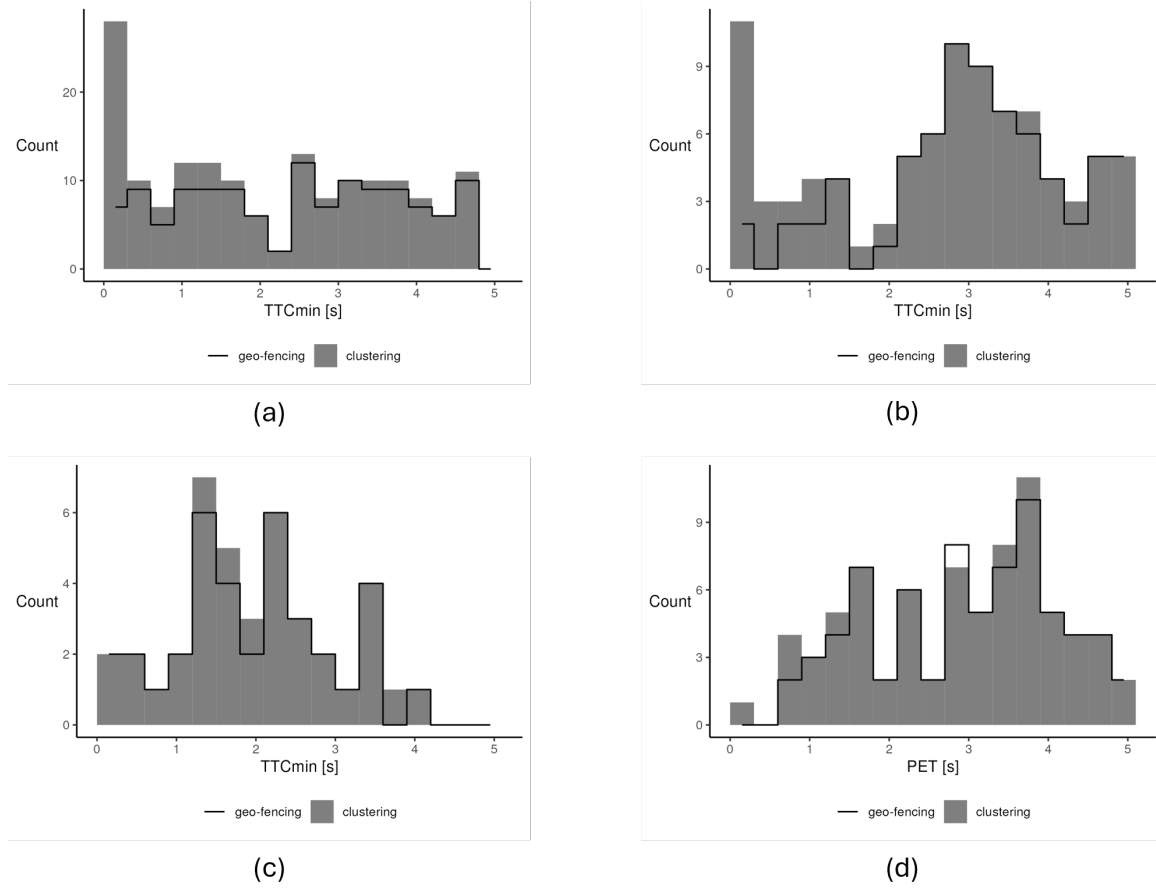 20
10
0
Count
0 1 2 3 4 5
TTCmin [s]
geo-fencing clustering
(a)
9
6
3
0
Count
0 1 2 3 4 5
TTCmin [s]
geo-fencing clustering
(b)
6
4
2
0
Count
0 1 2 3 4 5
TTCmin [s]
geo-fencing clustering
(c)
9
6
3
0
Count
0 1 2 3 4 5
PET [s]
geo-fencing clustering
(d)